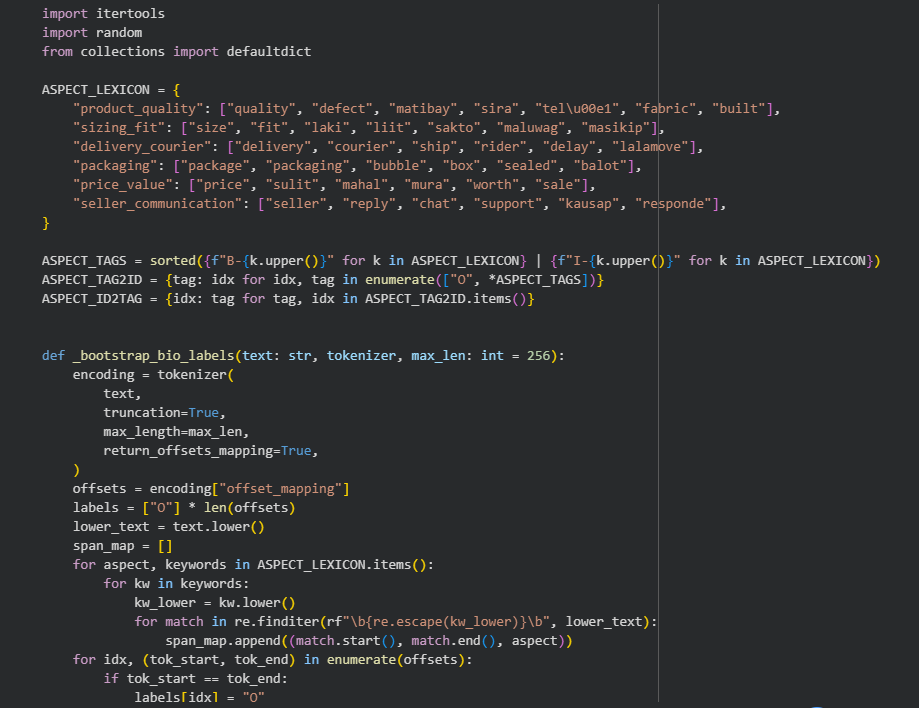 import itertools
import random
from collections import defaultdict

ASPECT_LEXICON = {
    "product_quality": ["quality", "defect", "matibay", "sira", "tel\u00e1", "fabric", "built"],
    "sizing_fit": ["size", "fit", "laki", "liit", "sakto", "maluwag", "masikip"],
    "delivery_courier": ["delivery", "courier", "ship", "rider", "delay", "lalamove"],
    "packaging": ["package", "packaging", "bubble", "box", "sealed", "balot"],
    "price_value": ["price", "sulit", "mahal", "mura", "worth", "sale"],
    "seller_communication": ["seller", "reply", "chat", "support", "kausap", "responde"],
}

ASPECT_TAGS = sorted({f"B-{k.upper()}" for k in ASPECT_LEXICON} | {f"I-{k.upper()}" for k in ASPECT_LEXICON})
ASPECT_TAG2ID = {tag: idx for idx, tag in enumerate(["O", *ASPECT_TAGS])}
ASPECT_ID2TAG = {idx: tag for tag, idx in ASPECT_TAG2ID.items()}


def _bootstrap_bio_labels(text: str, tokenizer, max_len: int = 256):
    encoding = tokenizer(
        text,
        truncation=True,
        max_length=max_len,
        return_offsets_mapping=True,
    )
    offsets = encoding["offset_mapping"]
    labels = ["O"] * len(offsets)
    lower_text = text.lower()
    span_map = []
    for aspect, keywords in ASPECT_LEXICON.items():
        for kw in keywords:
            kw_lower = kw.lower()
            for match in re.finditer(rf"\b{re.escape(kw_lower)}\b", lower_text):
                span_map.append((match.start(), match.end(), aspect))
    for idx, (tok_start, tok_end) in enumerate(offsets):
        if tok_start == tok_end:
            labels[idx] = "O"